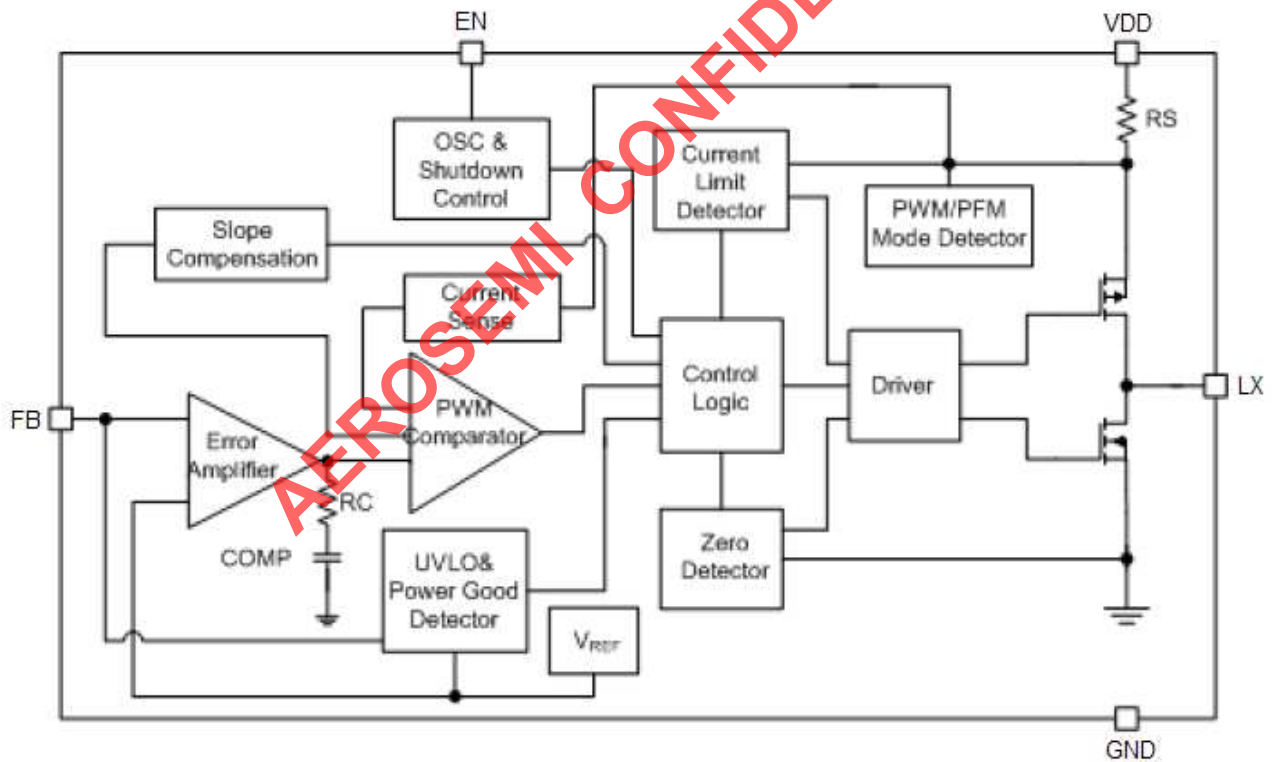 EN
VDD
RS
OSC &
Shutdown
Control
Current
Limit
Detector
PWM/PFM
Mode Detector
Slope
Compensation
Current
Sense
FB
Error
Amplifier
PWM
Comparator
Control
Logic
Driver
LX
RC
COMP
UVLO&
Power Good
Detector
Zero
Detector
VREF
GND
AEROSEMI CONFIDE